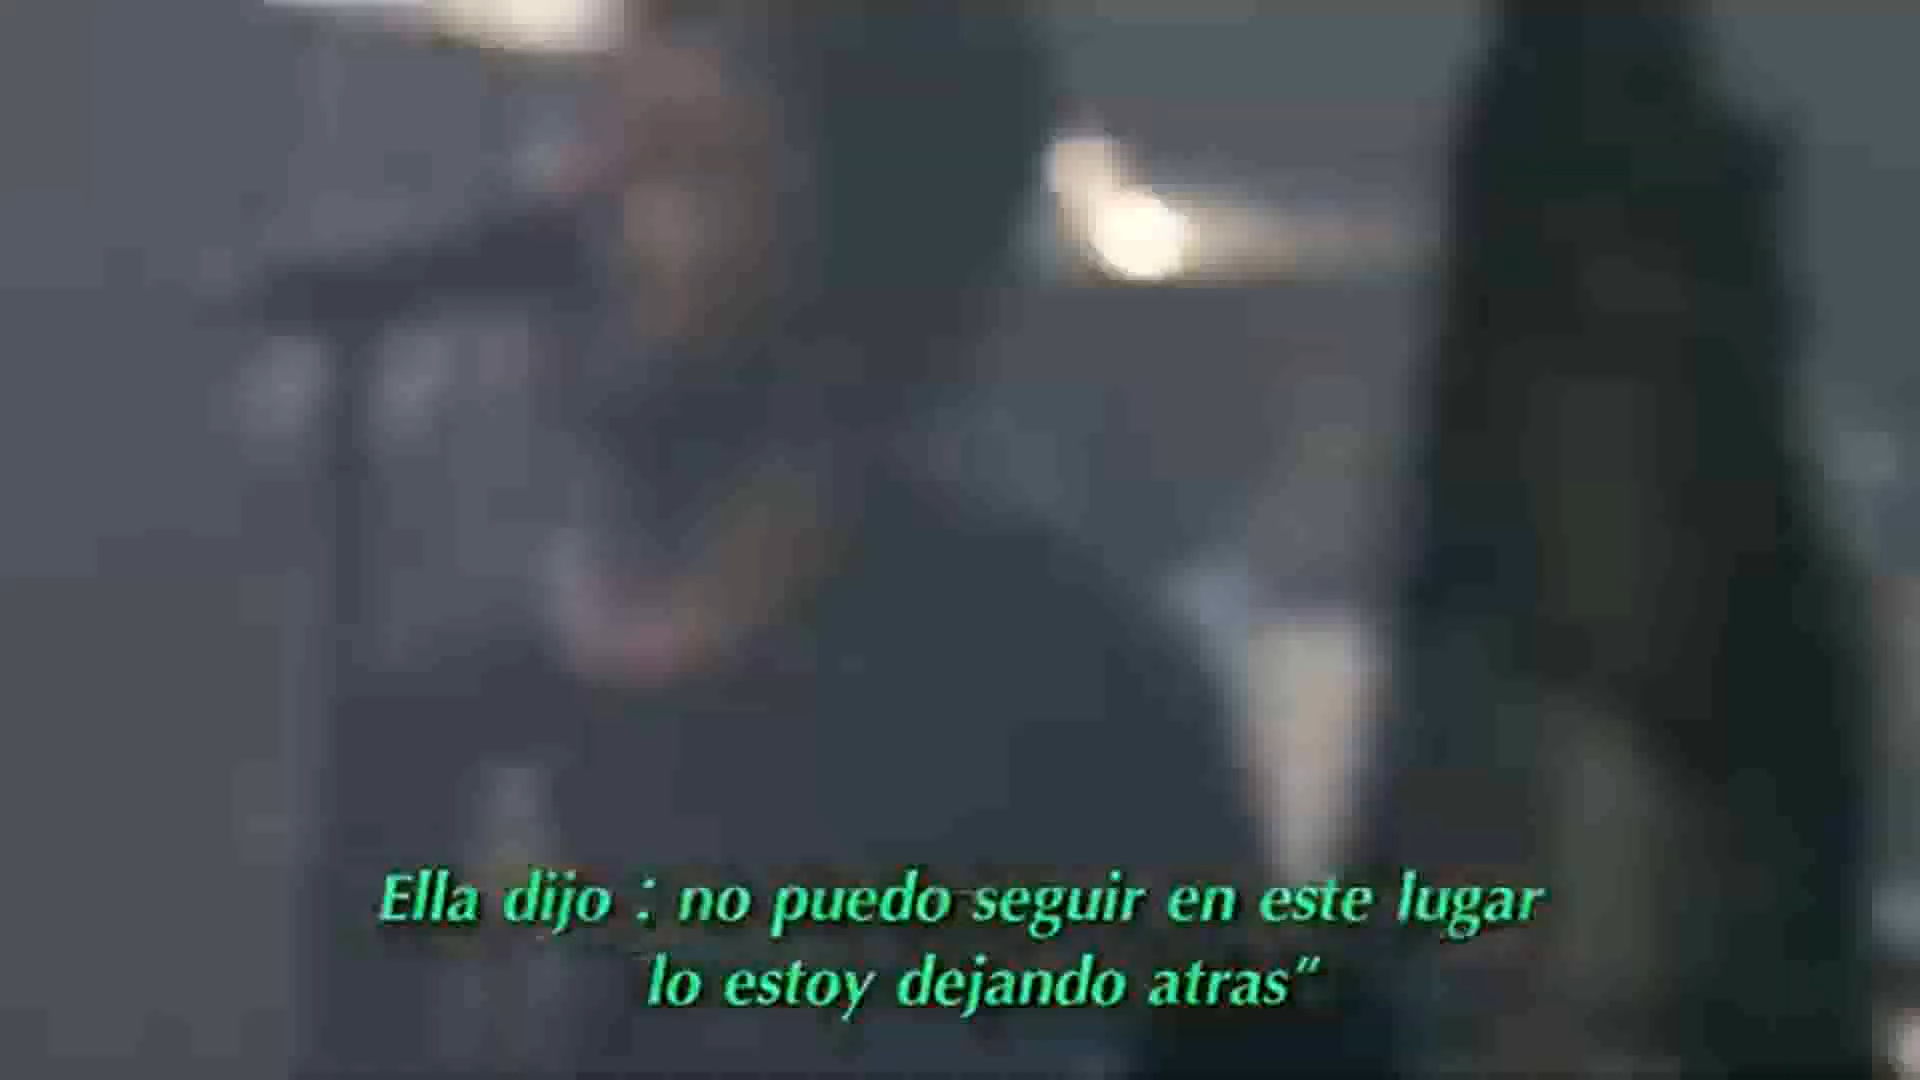 Ella dijo : no puedo seguir en este lugar
lo estoy dejando atras”